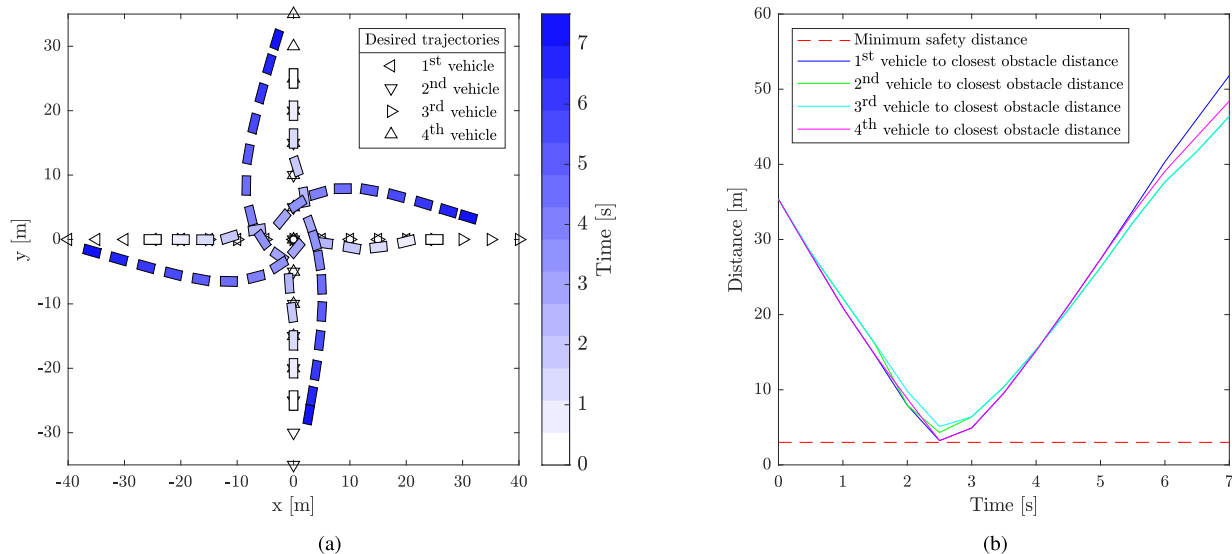 Desired trajectories
1st vehicle
2nd vehicle
3rd vehicle
4th vehicle
30
20
10
0
-10
-20
-30
y [m]
-40 -30 -20 -10 0 10 20 30 40
x [m]
7
6
5
4
3
2
1
0
Time [s]
(a)
Minimum safety distance
1st vehicle to closest obstacle distance
2nd vehicle to closest obstacle distance
3rd vehicle to closest obstacle distance
4th vehicle to closest obstacle distance
60
50
40
30
20
10
0
Distance [m]
0 1 2 3 4 5 6 7
Time [s]
(b)